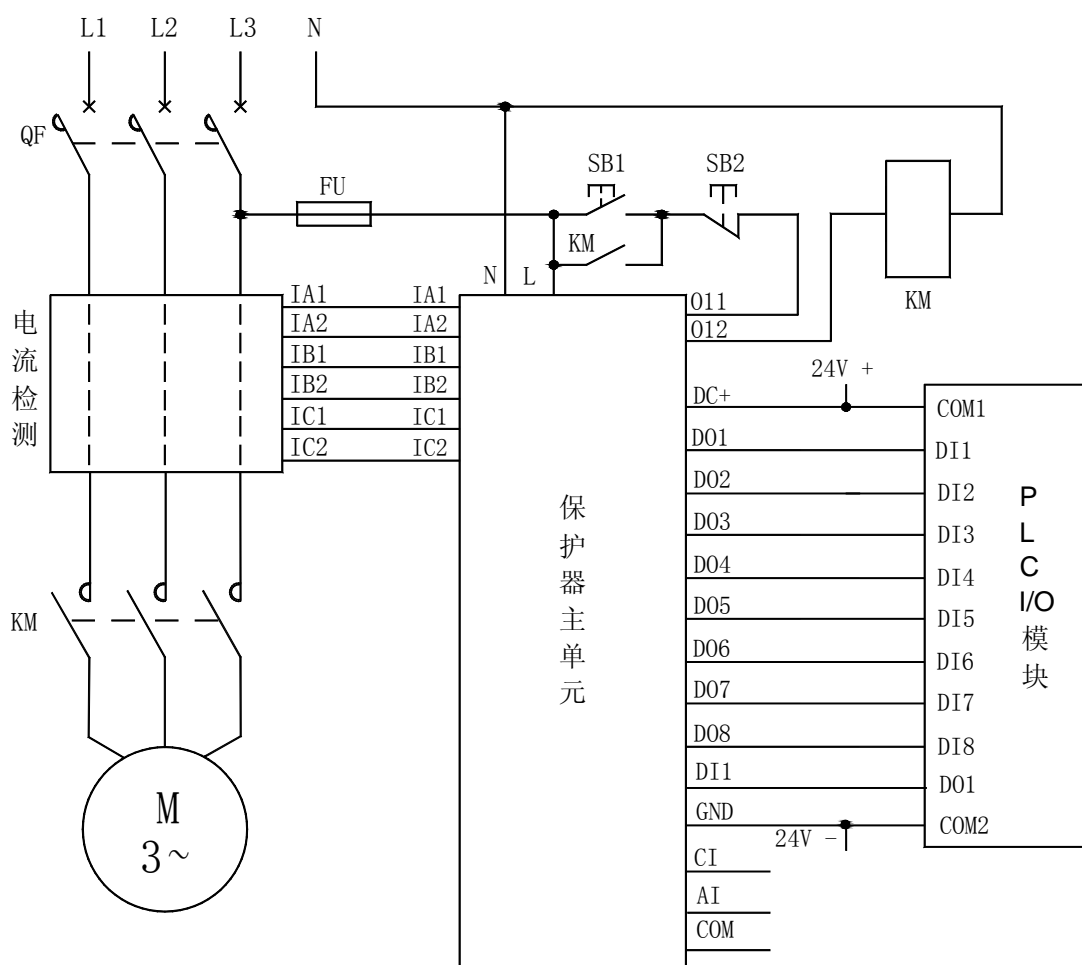 L1 L2 L3 N
QF
FU
SB1 SB2
KM
N L
KM
电流检测
IA1 IA1
IA2 IA2
IB1 IB1
IB2 IB2
IC1 IC1
IC2 IC2
O11
O12
24V +
DC+ COM1
DO1 DI1
DO2 DI2
DO3 DI3
DO4 DI4
DO5 DI5
DO6 DI6
DO7 DI7
DO8 DI8
DI1 DO1
GND COM2
24V -
CI
AI
COM
保护器主单元
PLC
I/O
模块
KM
M
3~